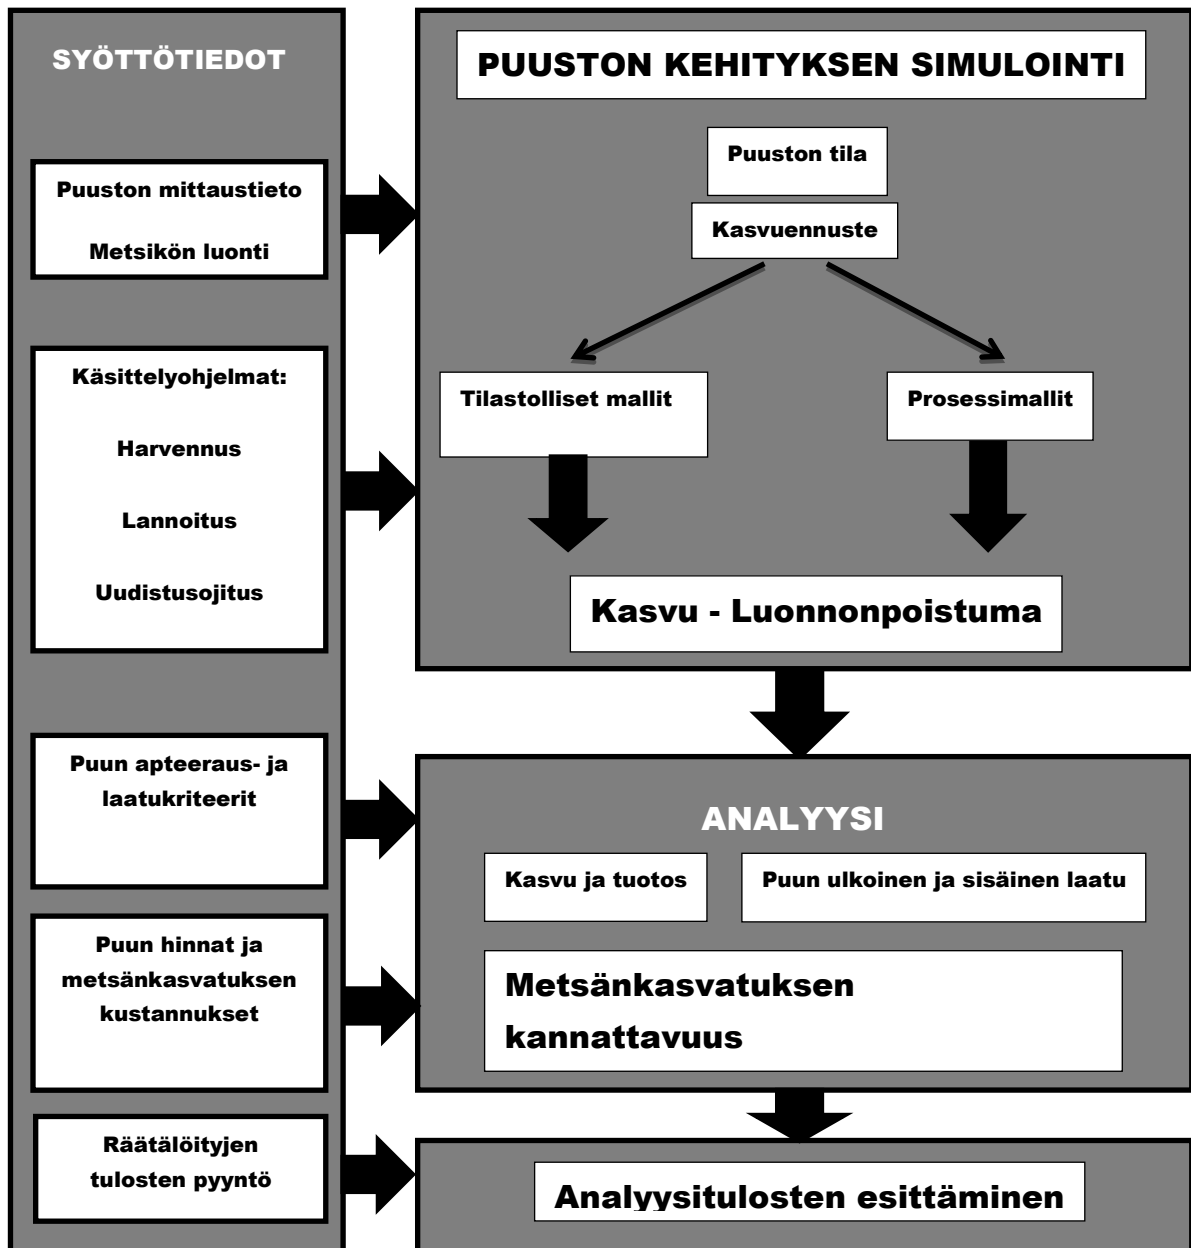 SYÖTTÖTIEDOT
Puuston mittaustieto
Metsikön luonti
Käsittelyohjelmat:
Harvennus
Lannoitus
Uudistusojitus
Puun apteeraus- ja
laatukriteerit
Puun hinnat ja
metsänkasvatuksen
kustannukset
Räätälöityjen
tulosten pyyntö
PUUSTON KEHITYKSEN SIMULOINTI
Puuston tila
Kasvuennuste
Tilastolliset mallit
Prosessimallit
Kasvu - Luonnonpoistuma
ANALYYSI
Kasvu ja tuotos
Puun ulkoinen ja sisäinen laatu
Metsänkasvatuksen
kannattavuus
Analyysitulosten esittäminen